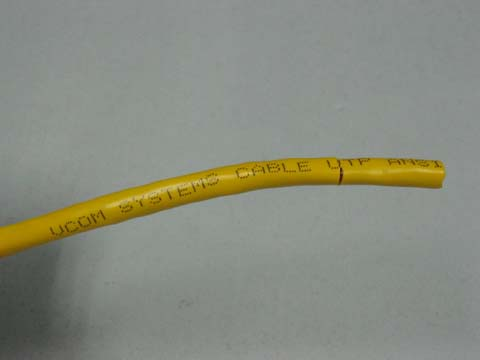 UCOM SYSTEMS CABLE UTP ANSI